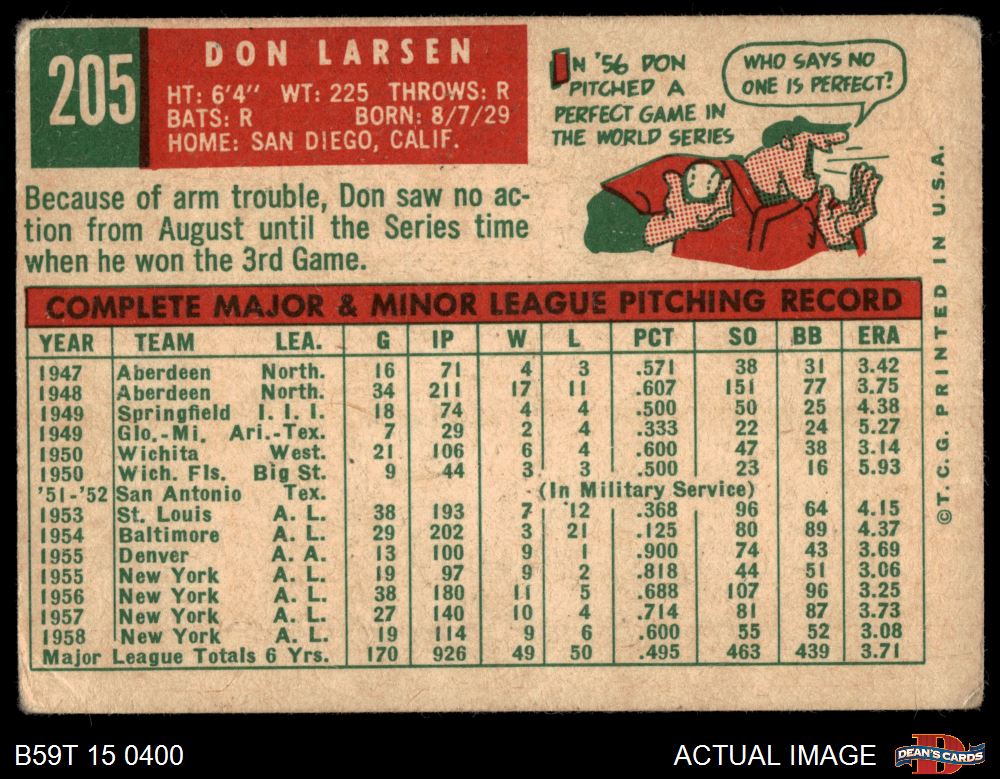 205
DON LARSEN
HT: 6'4" WT: 225 THROWS: R
BATS: R BORN: 8/7/29
HOME: SAN DIEGO, CALIF.
IN '56 DON
PITCHED A
PERFECT GAME IN
THE WORLD SERIES
WHO SAYS NO
ONE IS PERFECT?
Because of arm trouble, Don saw no ac-
tion from August until the Series time
when he won the 3rd Game.
COMPLETE MAJOR & MINOR LEAGUE PITCHING RECORD
YEAR TEAM LEA. G IP W L PCT SO BB ERA
1947 Aberdeen North. 16 71 4 3 .571 38 31 3.42
1948 Aberdeen North. 34 211 17 11 .607 151 77 3.75
1949 Springfield I. I. I. 18 74 4 4 .500 50 25 4.38
1949 Glo.-Mi. Ari.-Tex. 7 29 2 4 .333 22 24 5.27
1950 Wichita West. 21 106 6 4 .600 47 38 3.14
1950 Wich. Fls. Big St. 9 44 3 3 .500 23 16 5.93
'51-'52 San Antonio Tex. (In Military Service)
1953 St. Louis A. L. 38 193 7 12 .368 96 64 4.15
1954 Baltimore A. L. 29 202 3 21 .125 80 89 4.37
1955 Denver A. A. 13 100 9 1 .900 74 43 3.69
1955 New York A. L. 19 97 9 2 .818 44 51 3.06
1956 New York A. L. 38 180 11 5 .688 107 96 3.25
1957 New York A. L. 27 140 10 4 .714 81 87 3.73
1958 New York A. L. 19 114 9 6 .600 55 52 3.08
Major League Totals 6 Yrs. 170 926 49 50 .495 463 439 3.71
©T.C.G. PRINTED IN U.S.A.
B59T 15 0400
ACTUAL IMAGE
DEAN'S CARDS